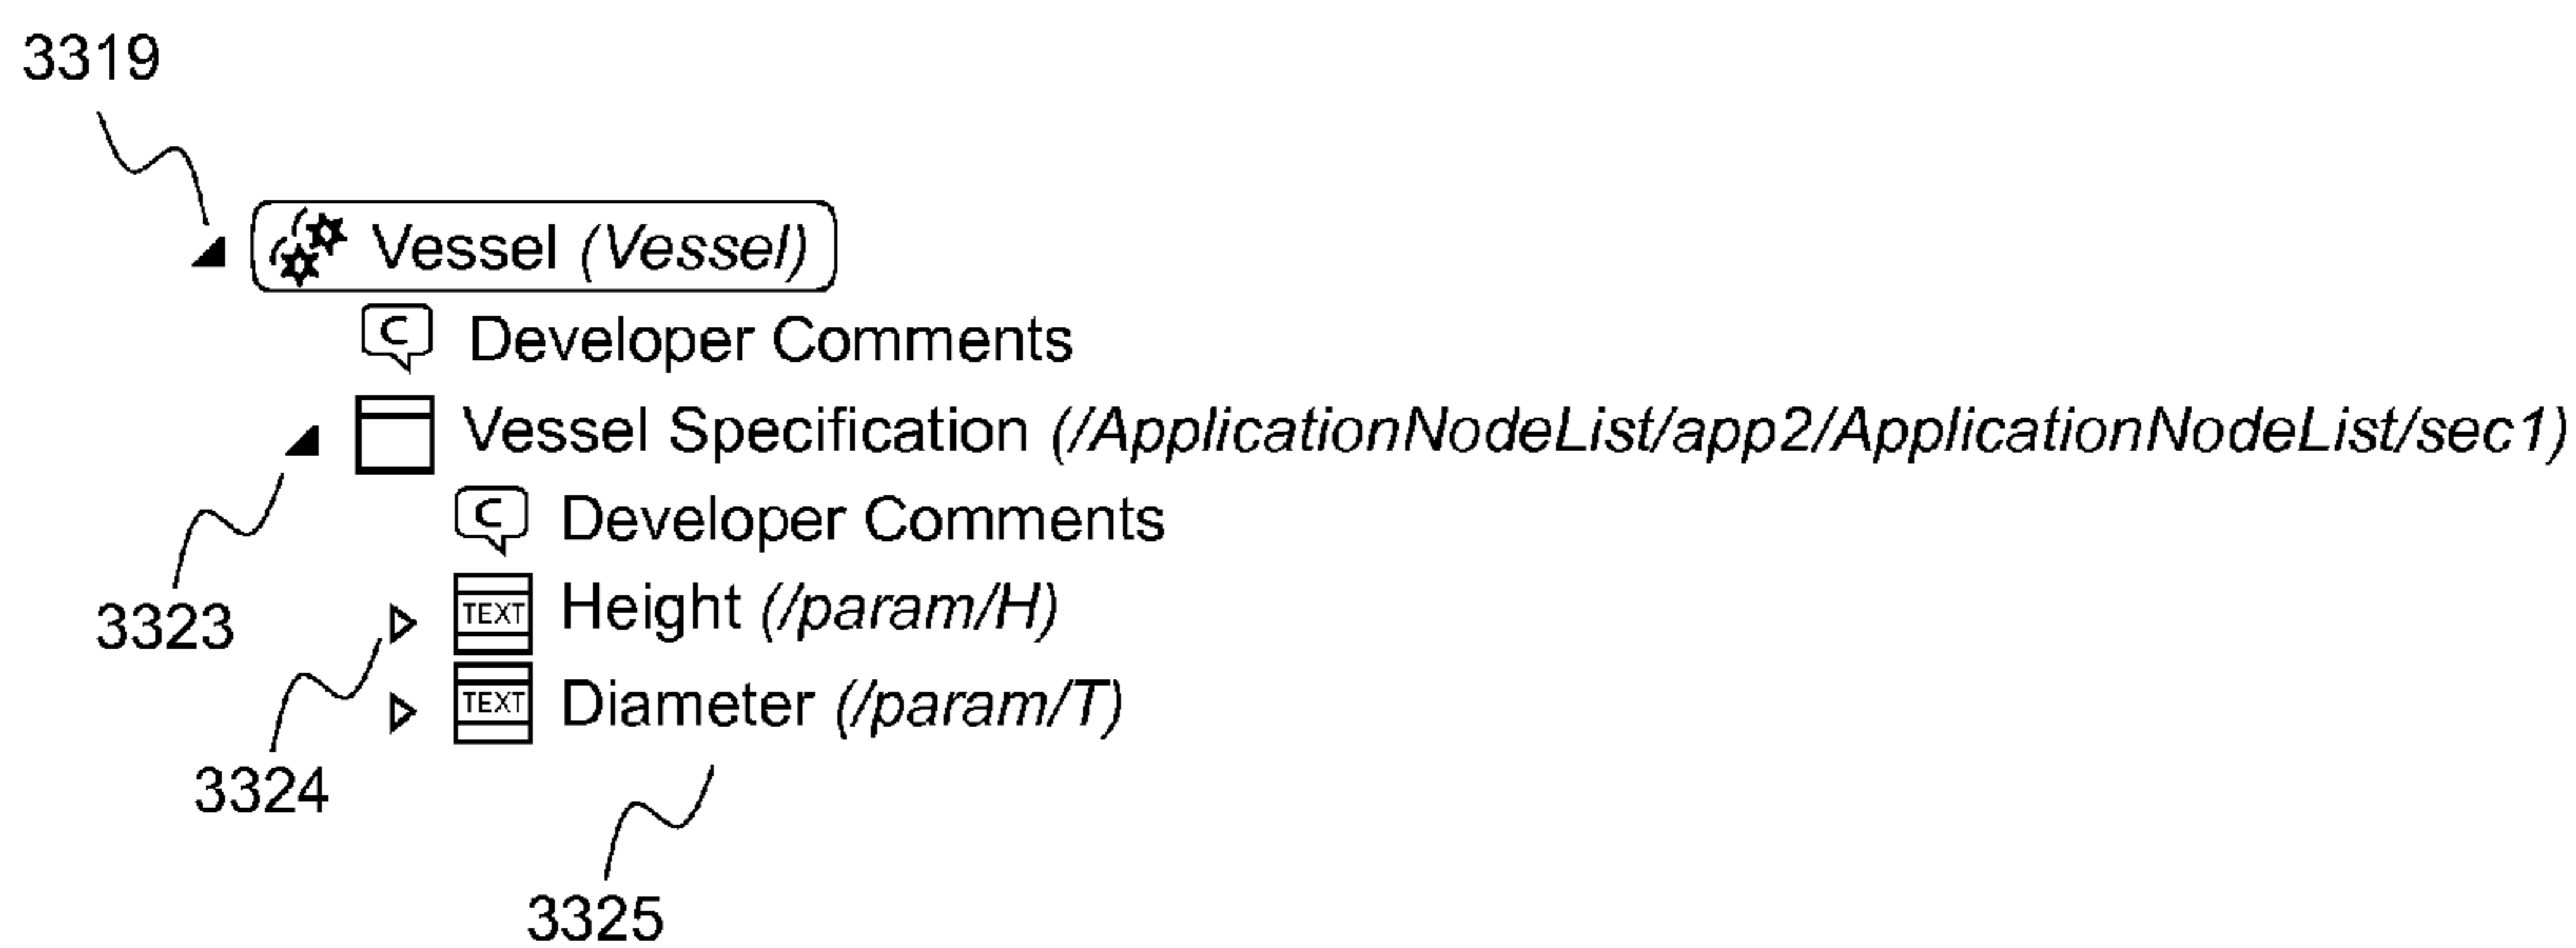 3319
Vessel (Vessel)
C Developer Comments
Vessel Specification (/ApplicationNodeList/app2/ApplicationNodeList/sec1)
C Developer Comments
3323
TEXT Height (/param/H)
TEXT Diameter (/param/T)
3324
3325